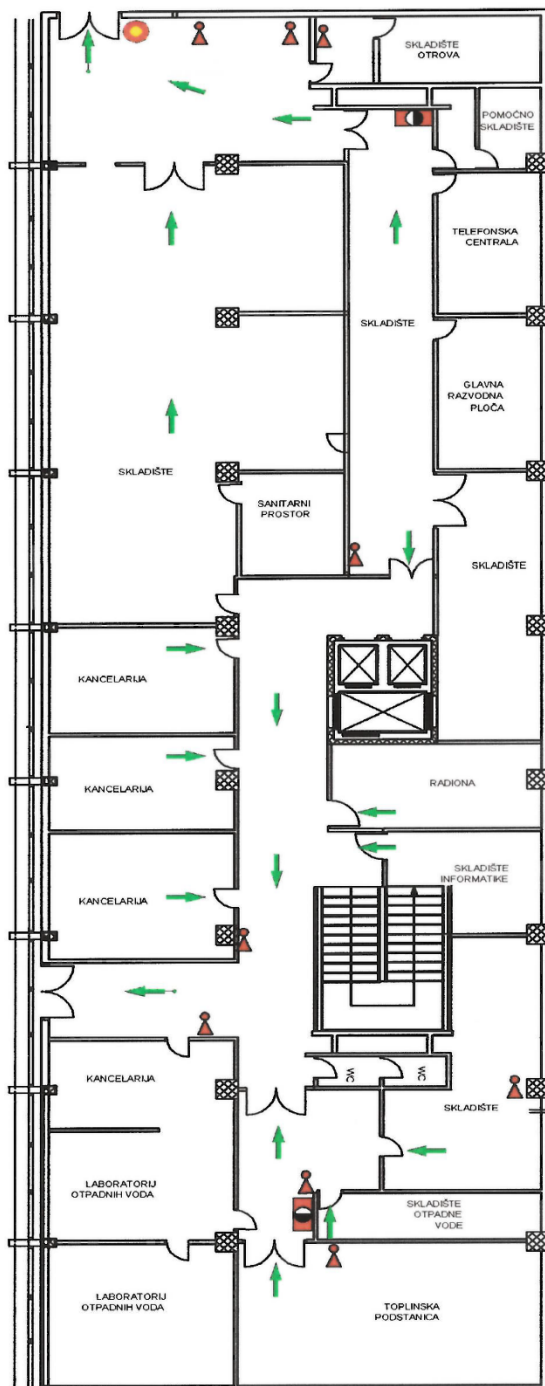 SKLADIŠTE
OTROVA
POMOĆNO
SKLADIŠTE
TELEFONSKA
CENTRALA
SKLADIŠTE
GLAVNA
RAZVODNA
PLOČA
SKLADIŠTE
SANITARNI
PROSTOR
SKLADIŠTE
KANCELARIJA
KANCELARIJA
RADIONA
SKLADIŠTE
INFORMATIKE
KANCELARIJA
KANCELARIJA
WC
WC
SKLADIŠTE
LABORATORIJ
OTPADNIH VODA
SKLADIŠTE
OTPADNE
VODE
LABORATORIJ
OTPADNIH VODA
TOPLINSKA
PODSTANICA